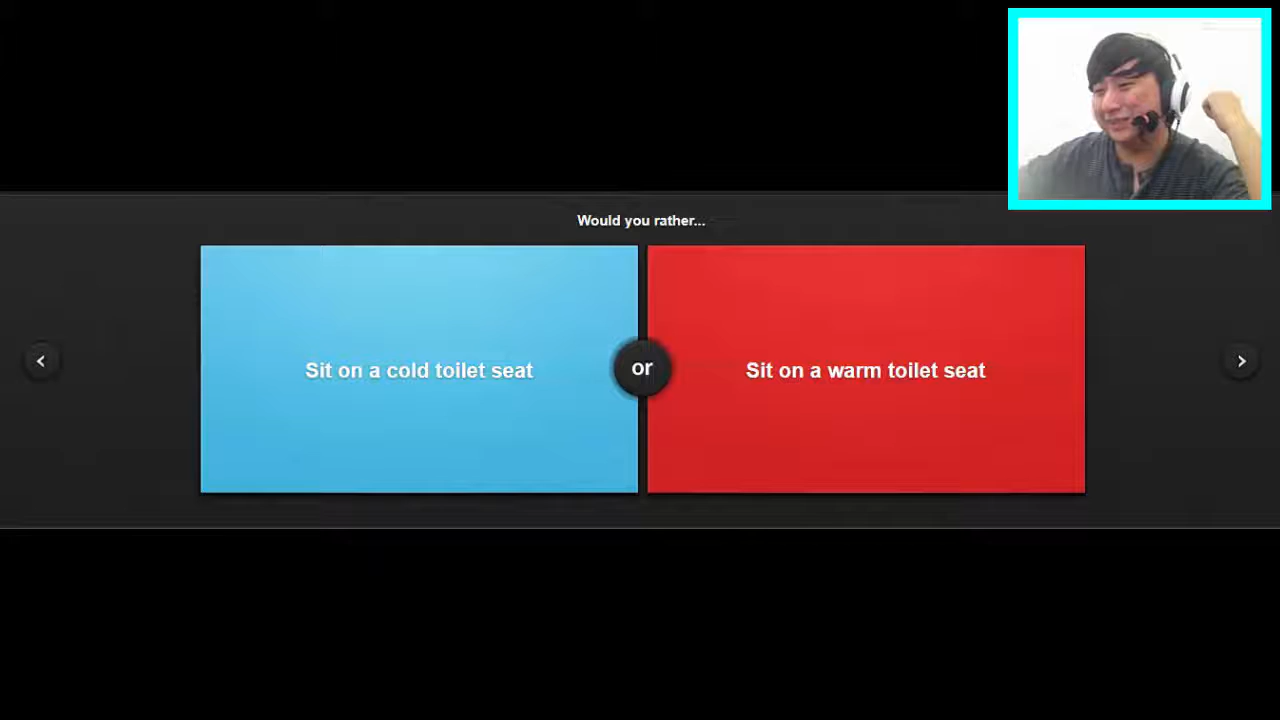 Would you rather...
Sit on a cold toilet seat
or
Sit on a warm toilet seat